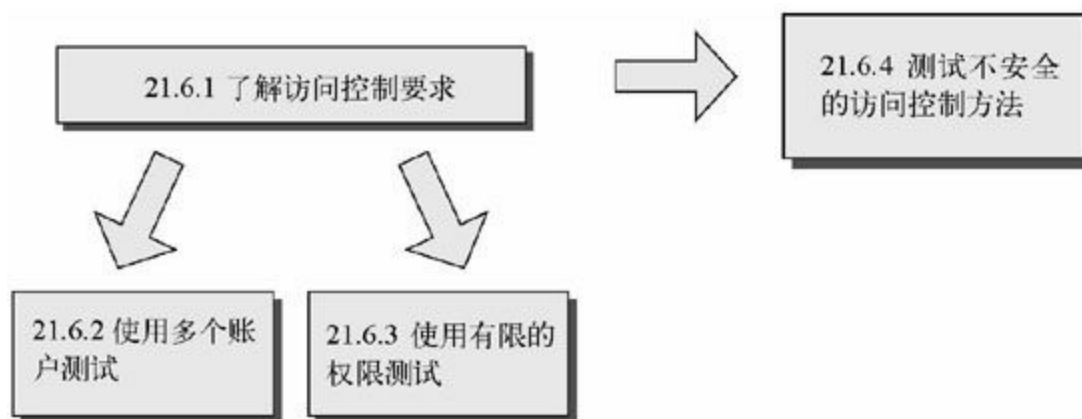 21.6.1 了解访问控制要求
21.6.4 测试不安全
的访问控制方法
21.6.2 使用多个账
户测试
21.6.3 使用有限的
权限测试